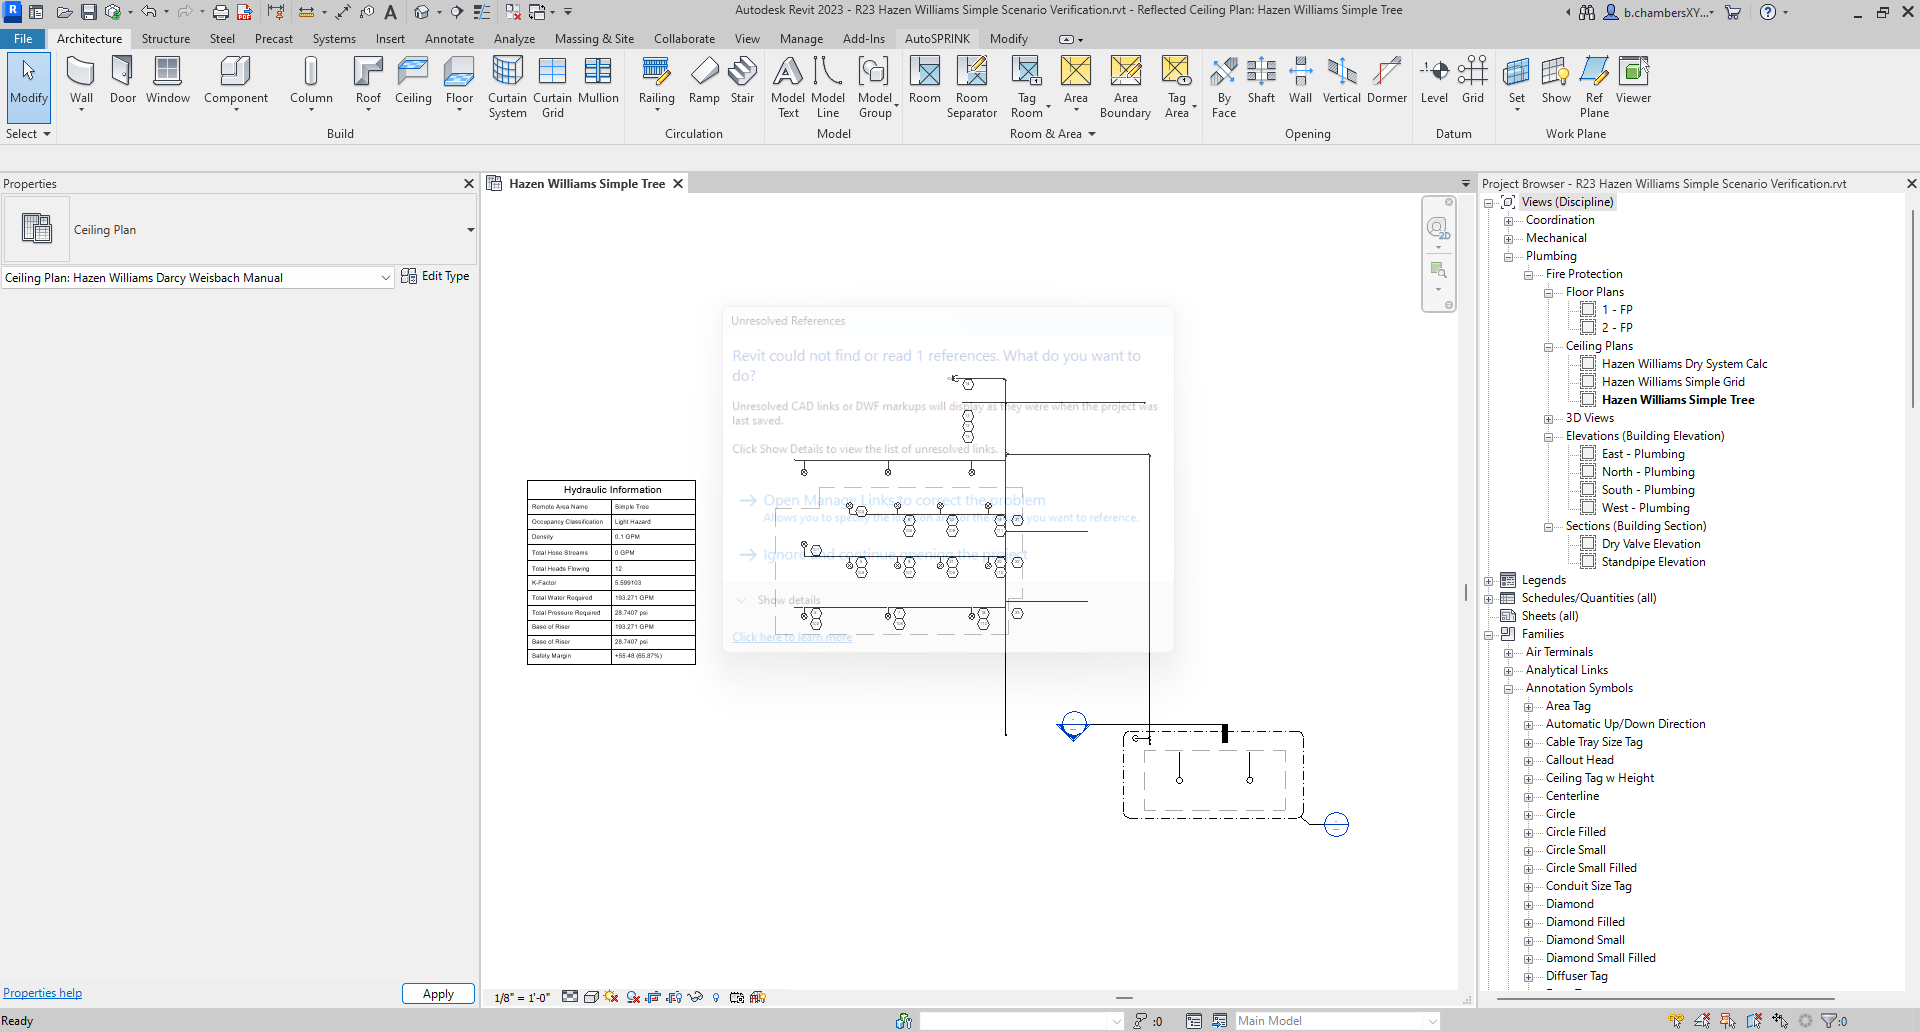 Autodesk Revit 2023 - R23 Hazen Williams Simple Scenario Verification.rvt - Reflected Ceiling Plan: Hazen Williams Simple Tree
b.chambersXY...
File Architecture Structure Steel Precast Systems Insert Annotate Analyze Massing & Site Collaborate View Manage Add-Ins AutoSPRINK Modify
Modify
Wall
Door
Window
Component
Column
Roof
Ceiling
Floor
Curtain
System
Curtain
Grid
Mullion
Railing
Ramp
Stair
Model
Text
Model
Line
Model
Group
Room
Room
Separator
Tag
Room
Area
Area
Boundary
Tag
Area
By
Face
Shaft
Wall
Vertical
Dormer
Level
Grid
Set
Show
Ref
Plane
Viewer
Select
Build
Circulation
Model
Room & Area
Opening
Datum
Work Plane
Properties
Ceiling Plan
Ceiling Plan: Hazen Williams Darcy Weisbach Manual
Edit Type
Properties help
Apply
Hazen Williams Simple Tree
2D
Unresolved References
Revit could not find or read 1 references. What do you want to
do?
Unresolved CAD links or DWF markups will display as they were when the project was
last saved.
Click Show Details to view the list of unresolved links.
Open Manage Links to correct the problem
Allows you to specify the you want to reference.
Ignore and continue opening the project
Show details
Click here to learn more
Hydraulic Information
Remote Area Name Simple Tree
Occupancy Classification Light Hazard
Density 0.1 GPM
Total Hose Streams 0 GPM
Total Heads Flowing 12
K-Factor 5.599103
Total Water Required 193.271 GPM
Total Pressure Required 28.7407 psi
Base of Riser 193.271 GPM
Base of Riser 28.7407 psi
Safety Margin +55.48 (65.87%)
1/8" = 1'-0"
Project Browser - R23 Hazen Williams Simple Scenario Verification.rvt
Views (Discipline)
Coordination
Mechanical
Plumbing
Fire Protection
Floor Plans
1 - FP
2 - FP
Ceiling Plans
Hazen Williams Dry System Calc
Hazen Williams Simple Grid
Hazen Williams Simple Tree
3D Views
Elevations (Building Elevation)
East - Plumbing
North - Plumbing
South - Plumbing
West - Plumbing
Sections (Building Section)
Dry Valve Elevation
Standpipe Elevation
Legends
Schedules/Quantities (all)
Sheets (all)
Families
Air Terminals
Analytical Links
Annotation Symbols
Area Tag
Automatic Up/Down Direction
Cable Tray Size Tag
Callout Head
Ceiling Tag w Height
Centerline
Circle
Circle Filled
Circle Small
Circle Small Filled
Conduit Size Tag
Diamond
Diamond Filled
Diamond Small
Diamond Small Filled
Diffuser Tag
Ready
:0
Main Model
:0